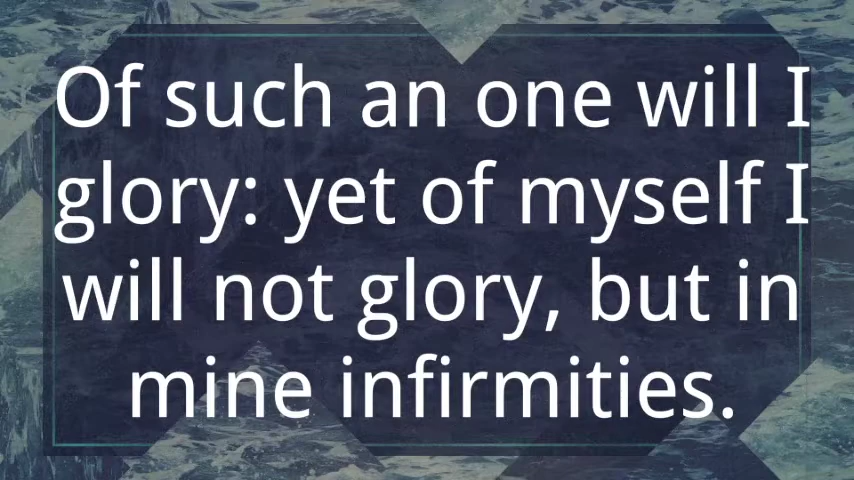 Of such an one will I
glory: yet of myself I
will not glory, but in
mine infirmities.